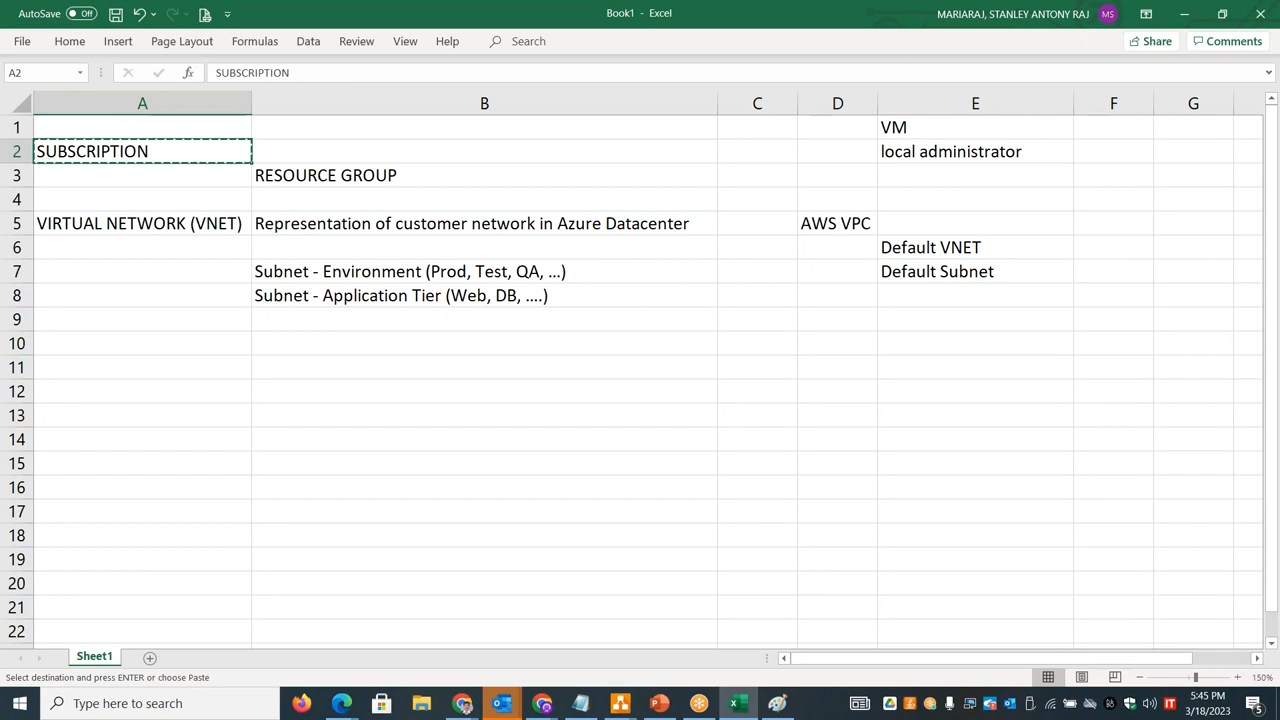 AutoSave Off Book1 - Excel MARIARAJ, STANLEY ANTONY RAJ MS
File Home Insert Page Layout Formulas Data Review View Help Search Share Comments
A2 fx SUBSCRIPTION
A B C D E F G
1 VM
2 SUBSCRIPTION local administrator
3 RESOURCE GROUP
4
5 VIRTUAL NETWORK (VNET) Representation of customer network in Azure Datacenter AWS VPC
6 Default VNET
7 Subnet - Environment (Prod, Test, QA, ...) Default Subnet
8 Subnet - Application Tier (Web, DB, ....)
9
10
11
12
13
14
15
16
17
18
19
20
21
22
Sheet1
Select destination and press ENTER or choose Paste 150%
Type here to search 5:45 PM
3/18/2023 5